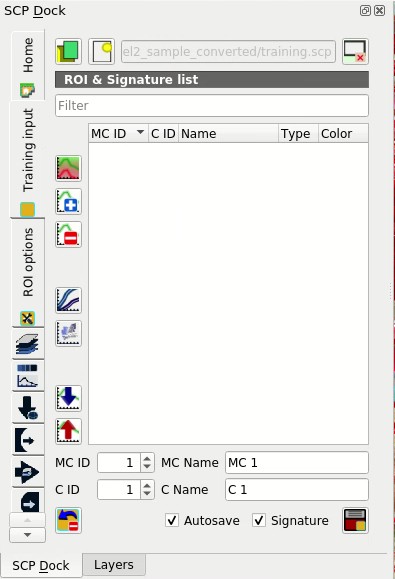 SCP Dock
Home
Training input
ROI options
el2_sample_converted/training.scp
ROI & Signature list
Filter
MC ID C ID Name Type Color
MC ID 1 MC Name MC 1
C ID 1 C Name C 1
Autosave Signature
SCP Dock Layers